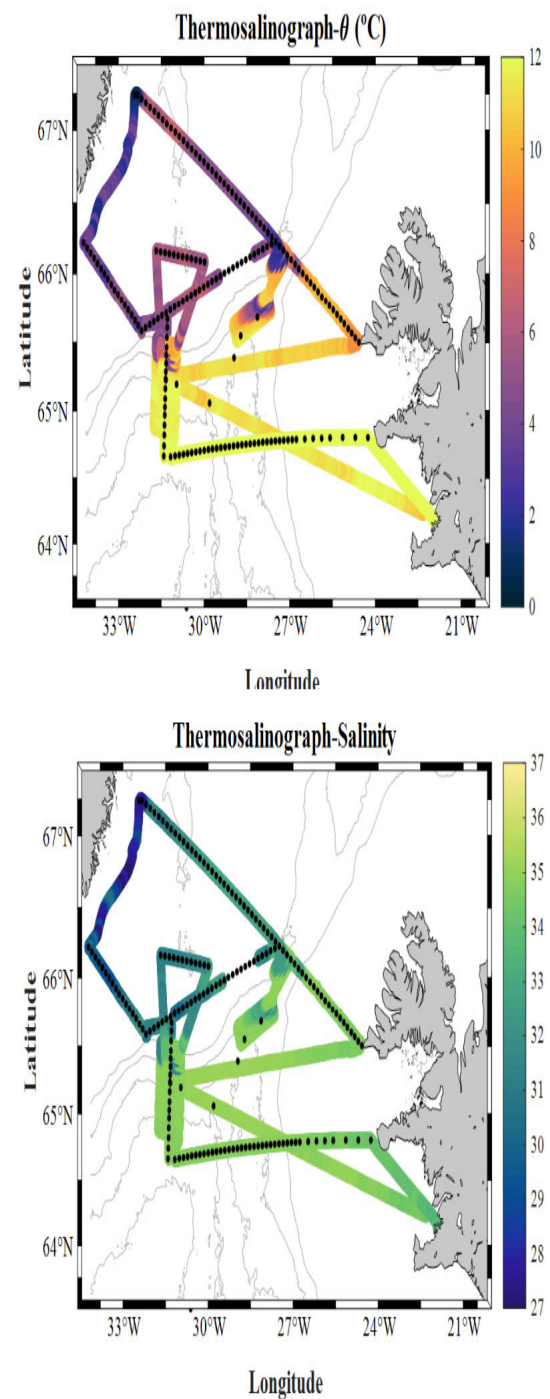 Thermosalinograph-θ (ºC)
12
67°N
10
66°N
8
Latitude
6
65°N
4
64°N
2
0
33°W 30°W 27°W 24°W 21°W
Longitude
Thermosalinograph-Salinity
37
36
67°N
35
34
66°N
33
Latitude
32
65°N
31
30
29
64°N
28
27
33°W 30°W 27°W 24°W 21°W
Longitude